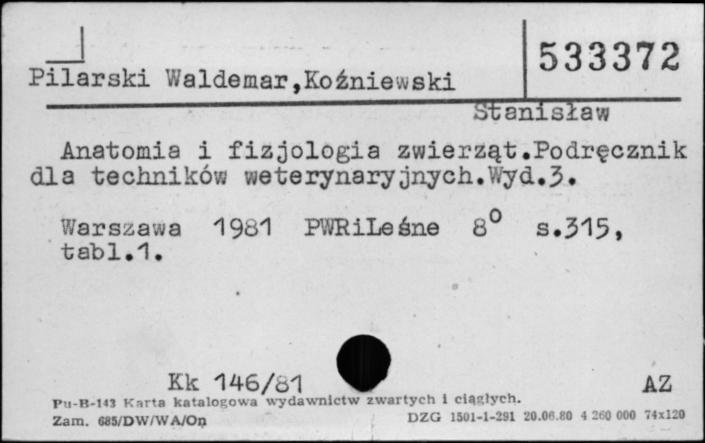 533372
Pilarski Waldemar,Koźniewski
Stanisław
Anatomia i fizjologia zwierząt.Podręcznik
dla techników weterynaryjnych.Wyd.3.
Warszawa 1981 PWRiLeśne 8° s.315,
tabl.1.
Kk 146/81 AZ
Pu-B-143 Karta katalogowa wydawnictw zwartych i ciągłych.
Zam. 685/DW/WA/Op DZG 1501-1-291 20.06.80 4 260 000 74x120